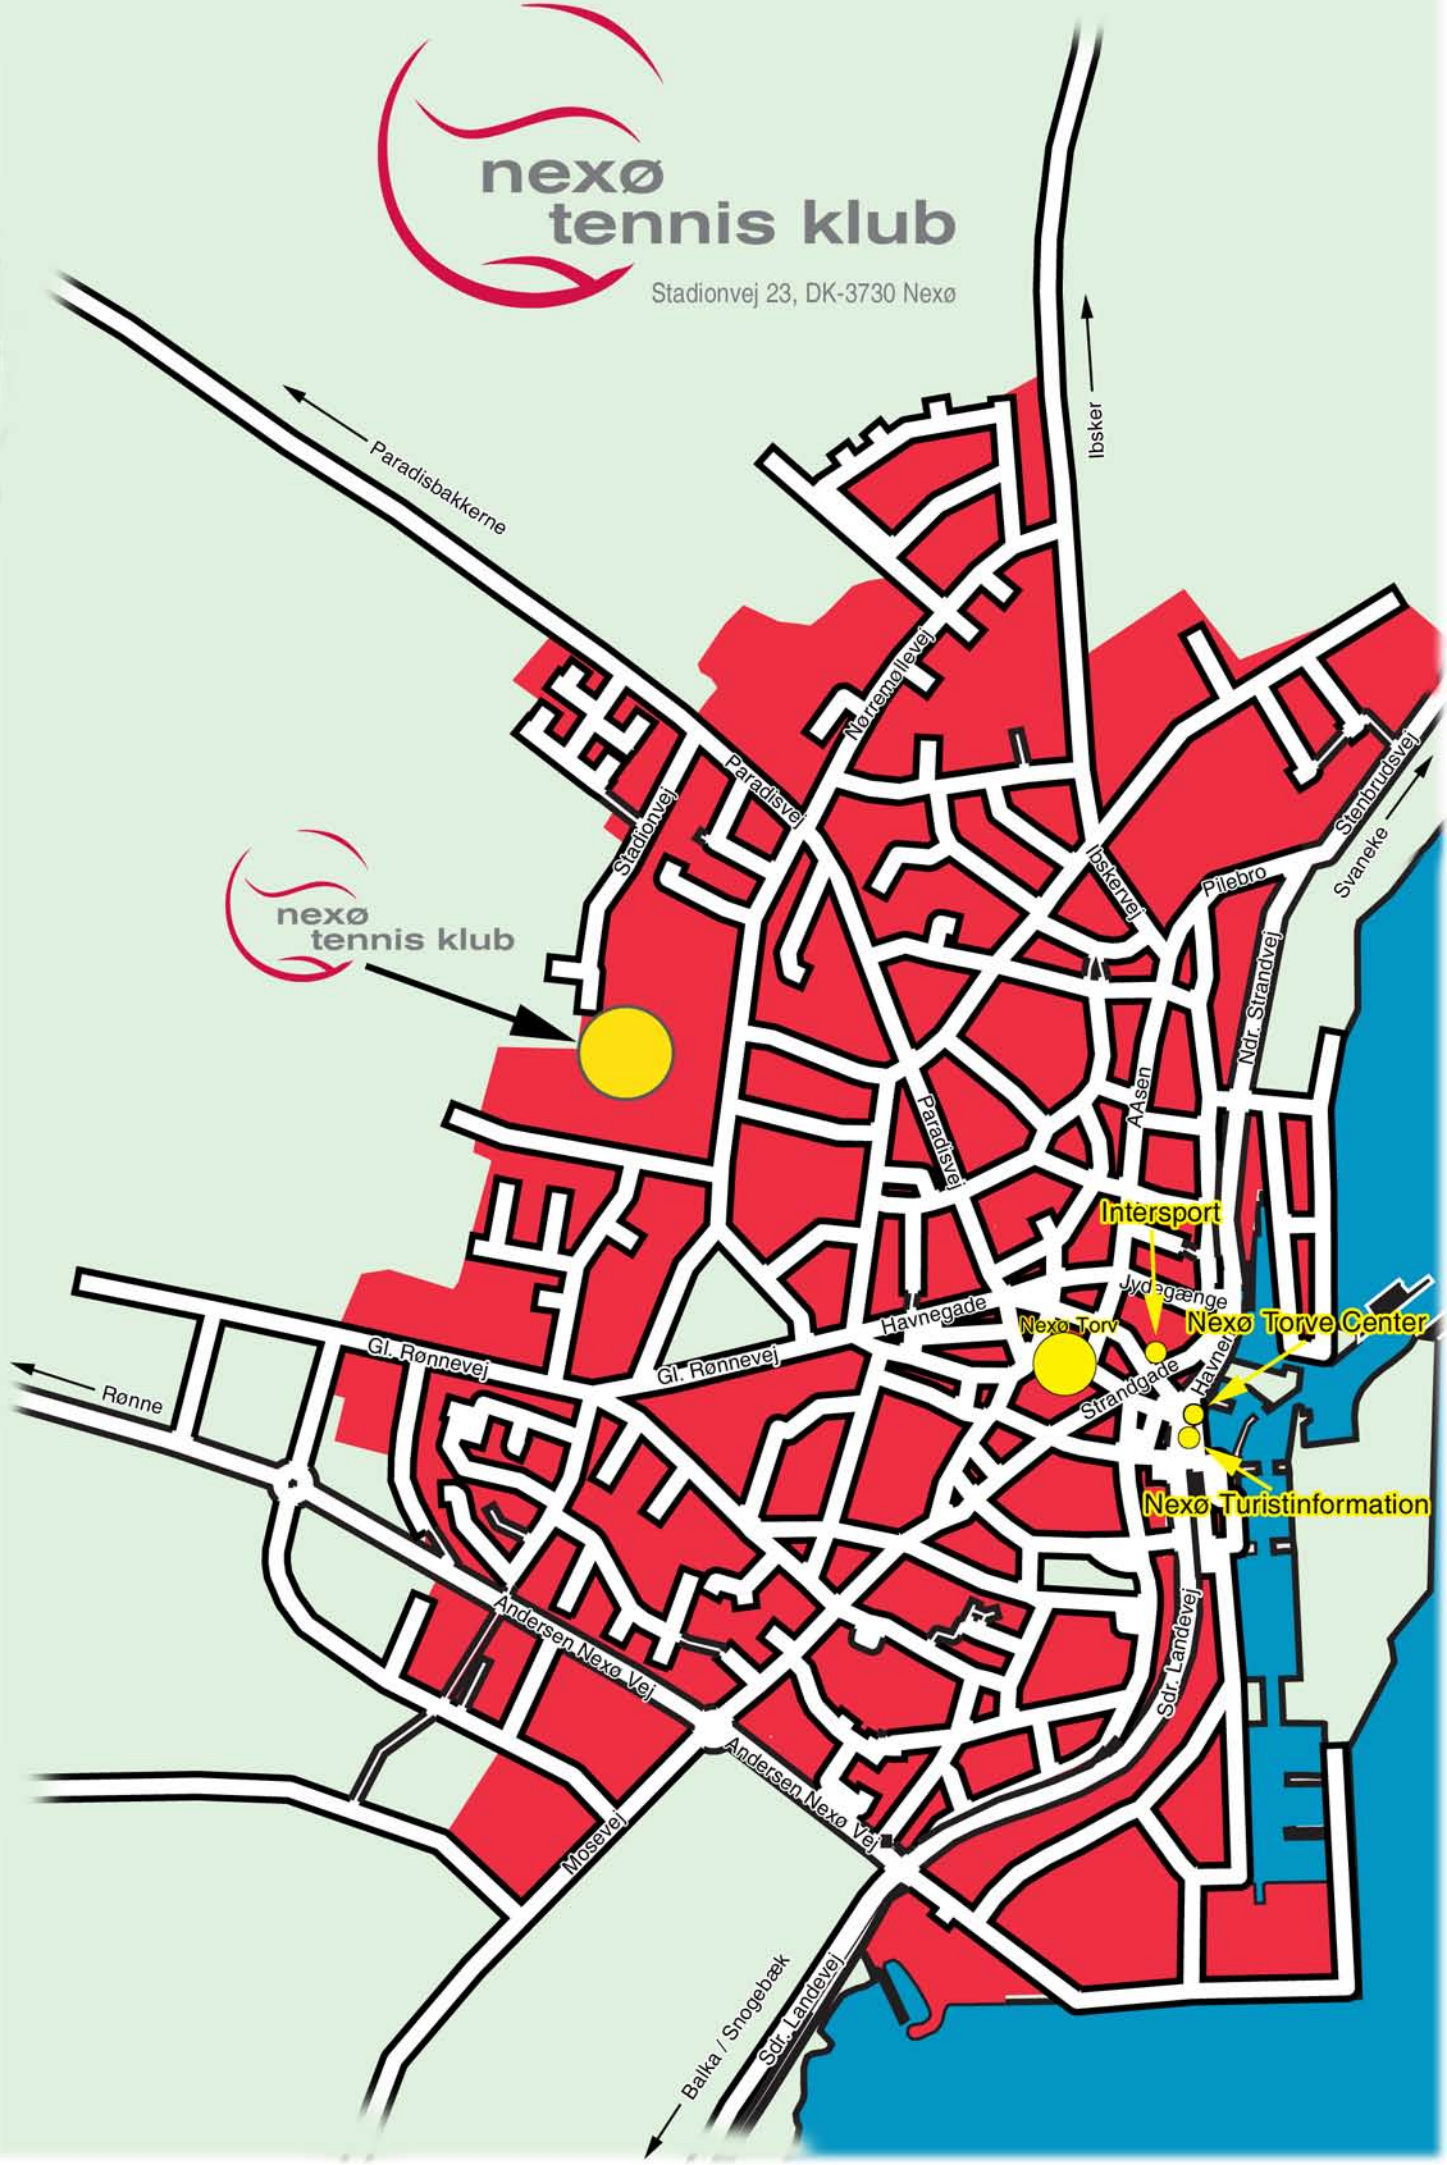 nexø
tennis klub
Stadionvej 23, DK-3730 Nexø
Ibsker
Paradisbakkerne
Nørremøllevej
Paradisvej
Stadionvej
Stenbrudsvej
Svaneke
Ibskervej
Pilebro
nexø
tennis klub
Ndr. Strandvej
AAsen
Paradisvej
Intersport
Jydegænge
Havnegade
Nexø Torv
Nexø Torve Center
Gl. Rønnevej
Gl. Rønnevej
Strandgade
Havnen
Rønne
Nexø Turistinformation
Andersen Nexø Vej
Sdr. Landevej
Andersen Nexø Vej
Mosevej
Balka / Snogebæk
Sdr. Landevej